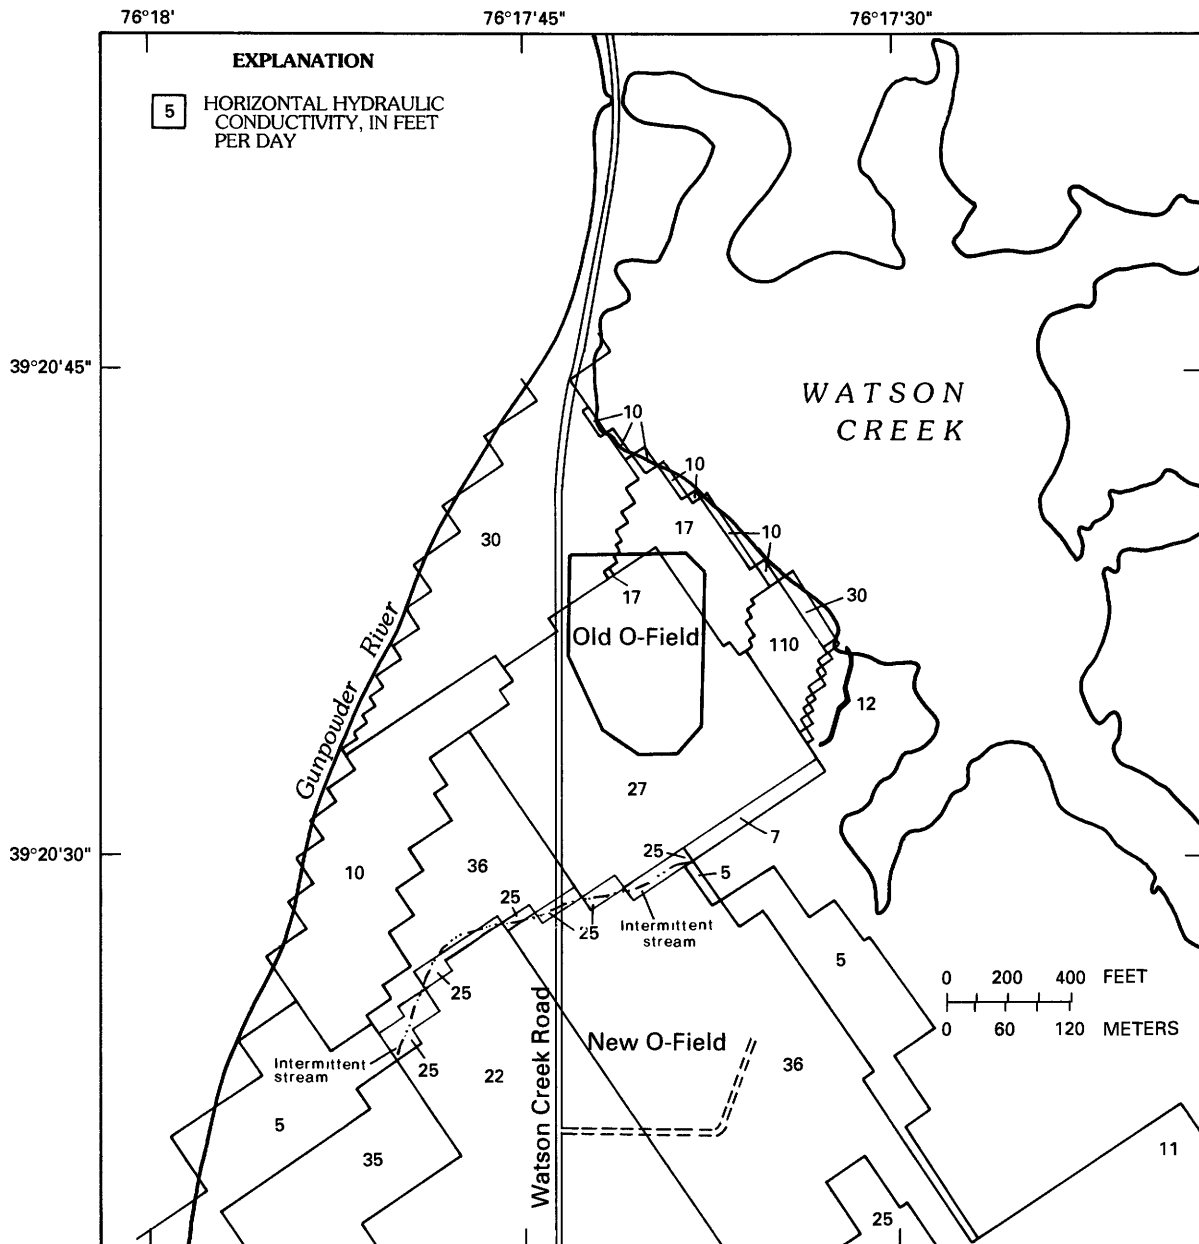 76°18'
76°17'45"
76°17'30"
EXPLANATION
5
HORIZONTAL HYDRAULIC
CONDUCTIVITY, IN FEET
PER DAY
39°20'45"
WATSON
CREEK
10
10
17
10
30
30
17
Old O-Field
110
Gunpowder River
12
27
7
39°20'30"
25
10
36
5
25
25
Intermittent
stream
5
25
0 200 400 FEET
0 60 120 METERS
New O-Field
Watson Creek Road
Intermittent
stream
25
22
36
5
35
11
25